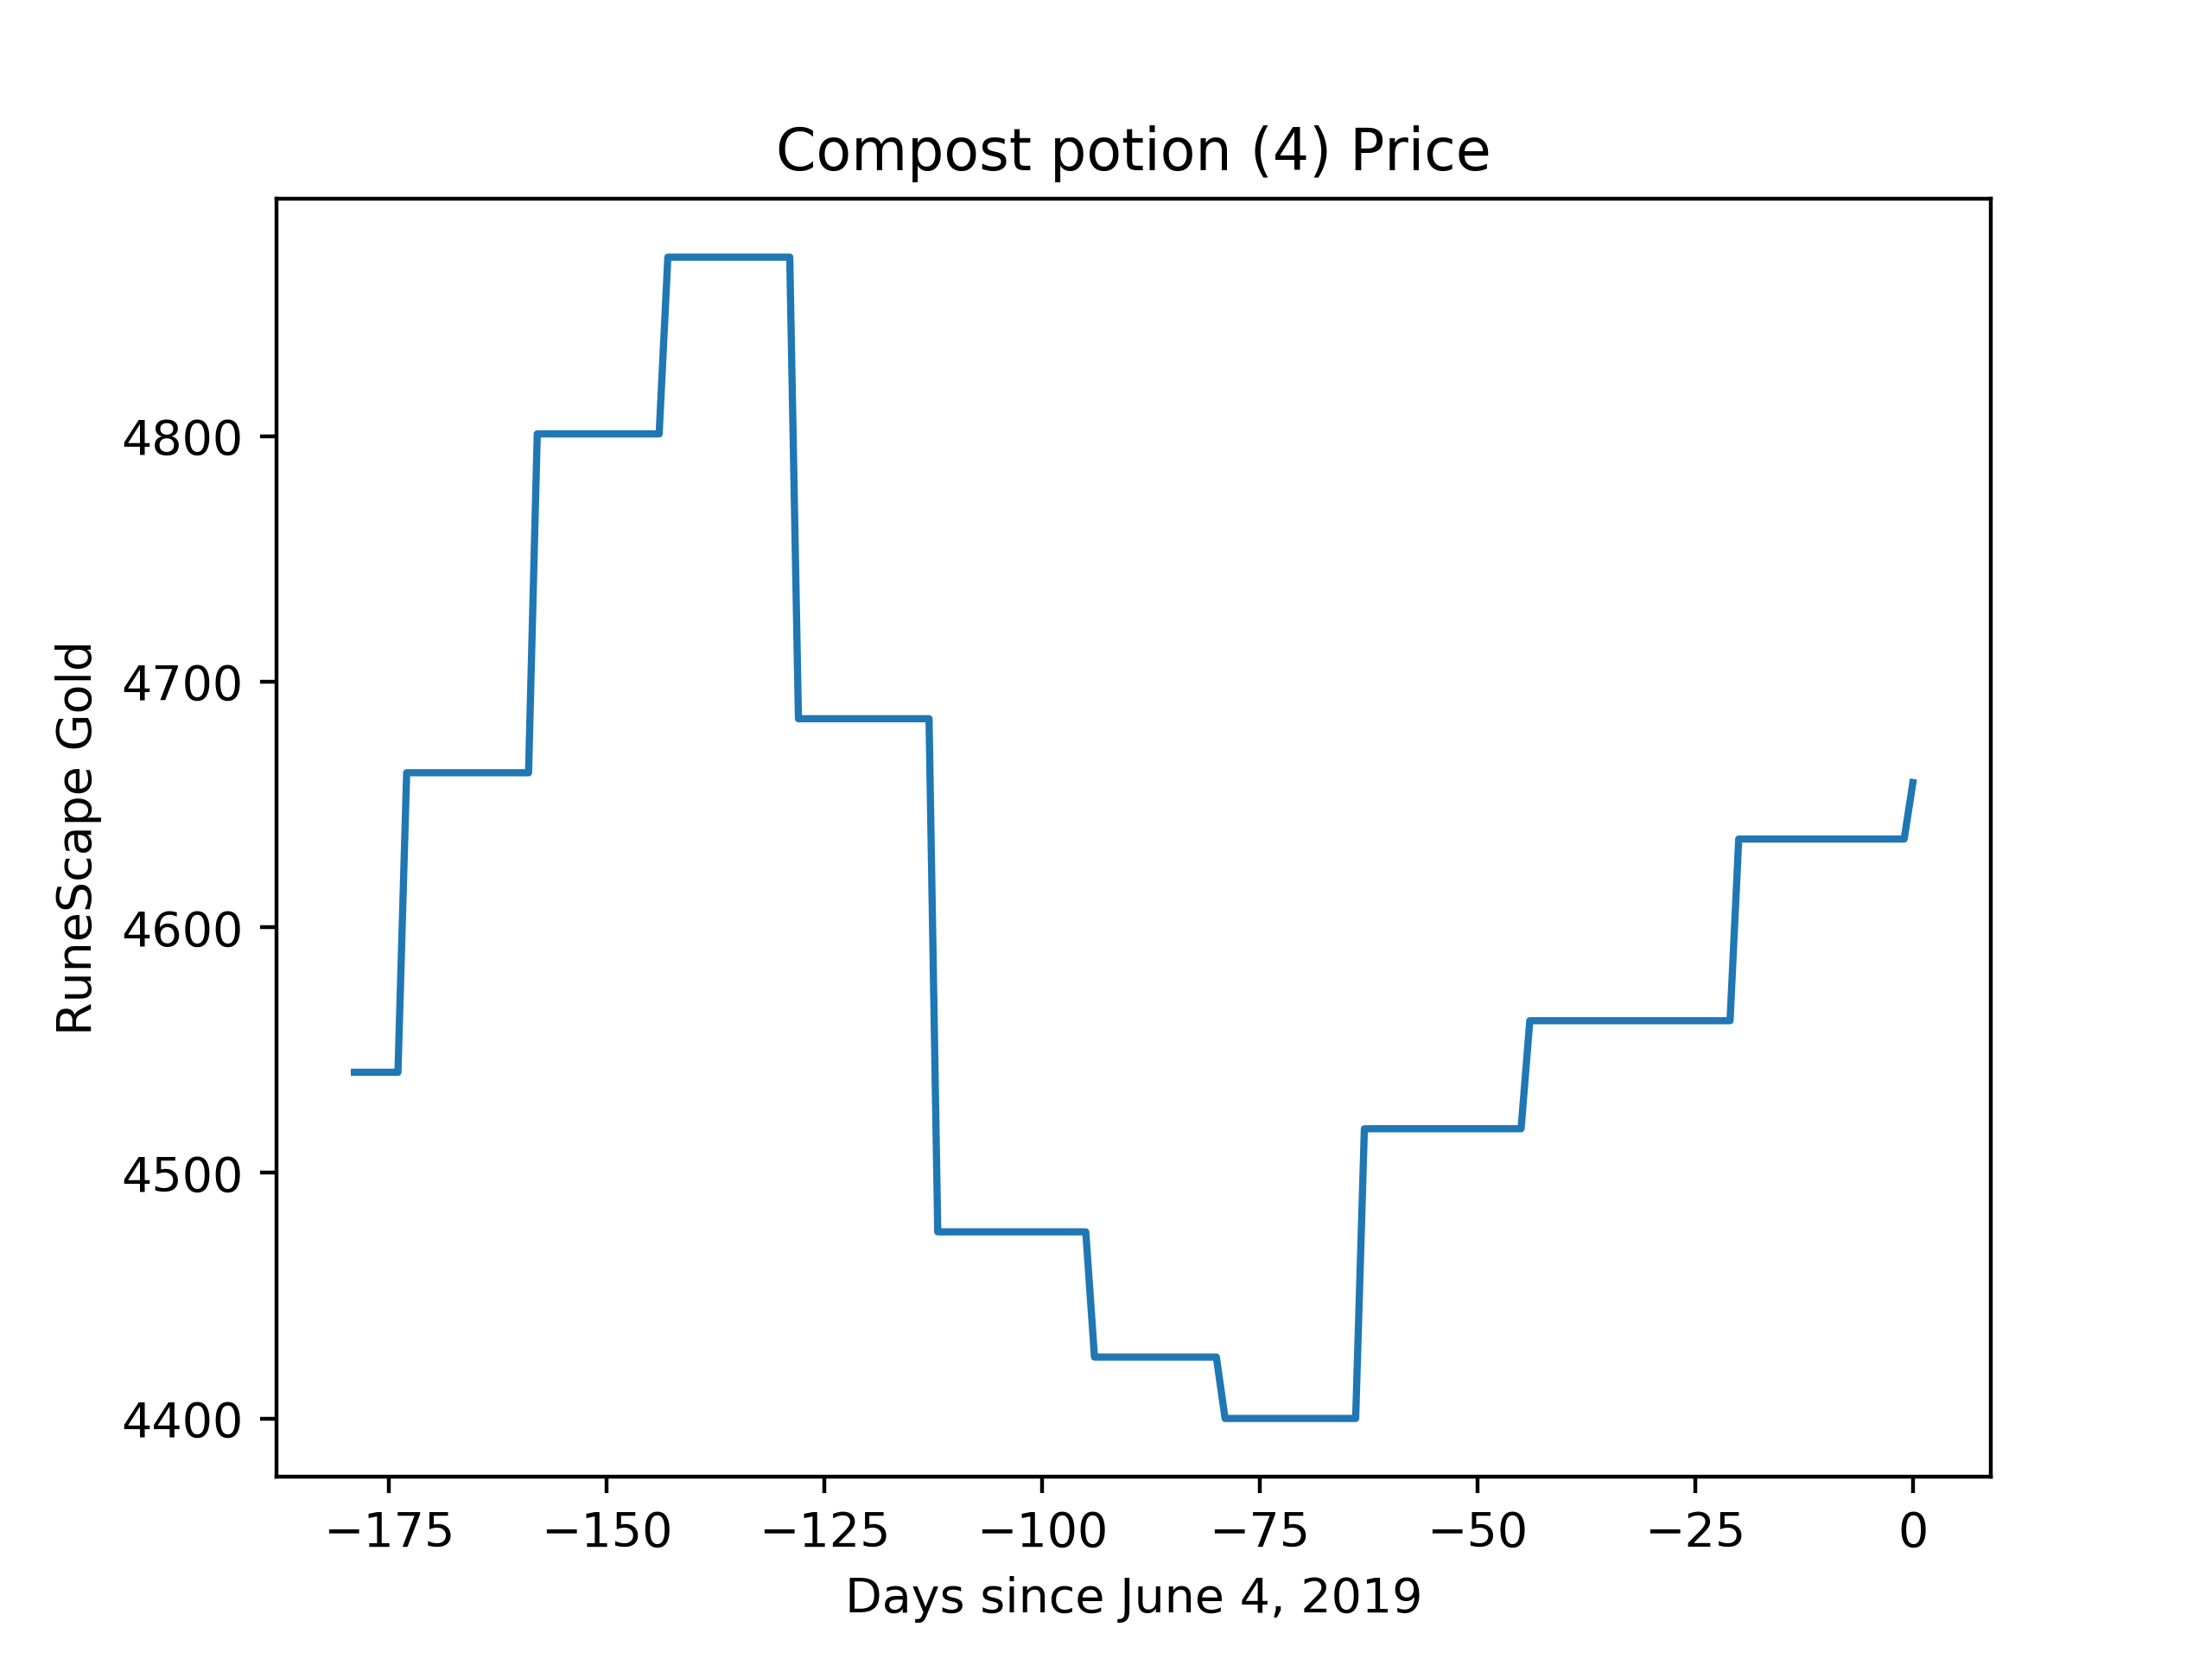 Compost potion (4) Price
RuneScape Gold
4800
4700
4600
4500
4400
−175 −150 −125 −100 −75 −50 −25 0
Days since June 4, 2019